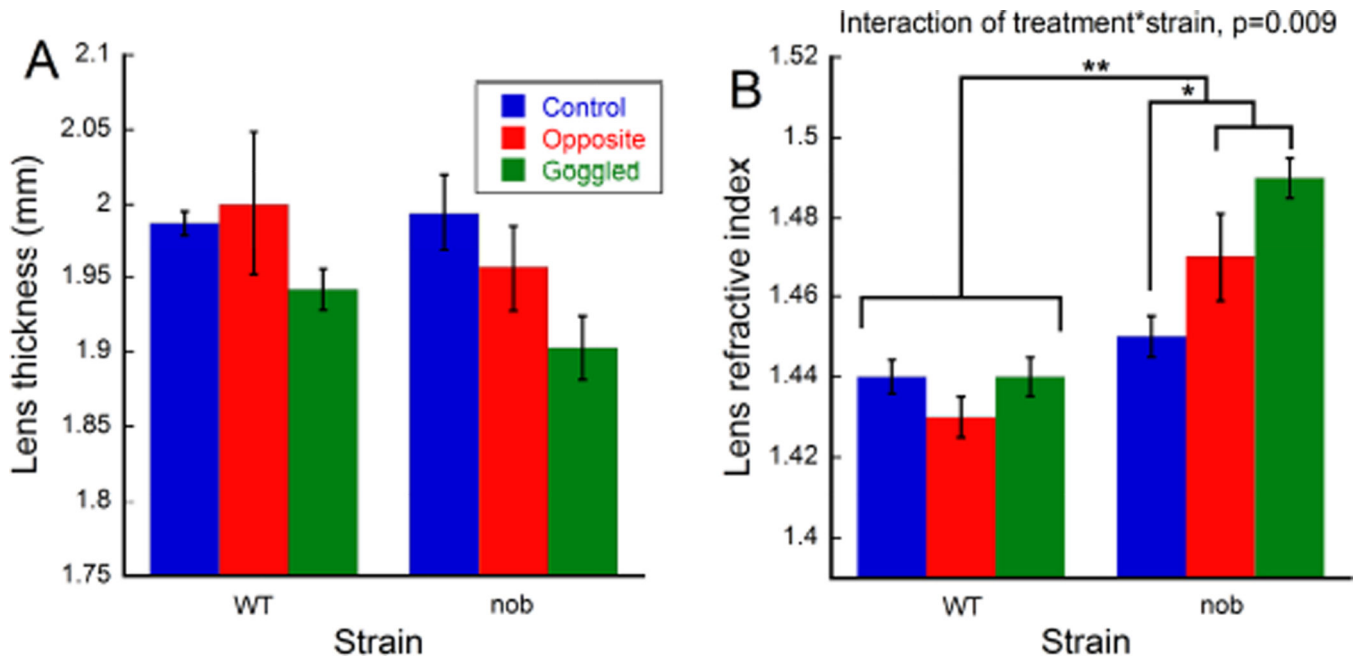 A
Lens thickness (mm)
2.1
2.05
2
1.95
1.9
1.85
1.8
1.75
Control
Opposite
Goggled
WT
nob
Strain
Interaction of treatment*strain, p=0.009
B
Lens refractive index
1.52
1.5
1.48
1.46
1.44
1.42
1.4
**
*
WT
nob
Strain